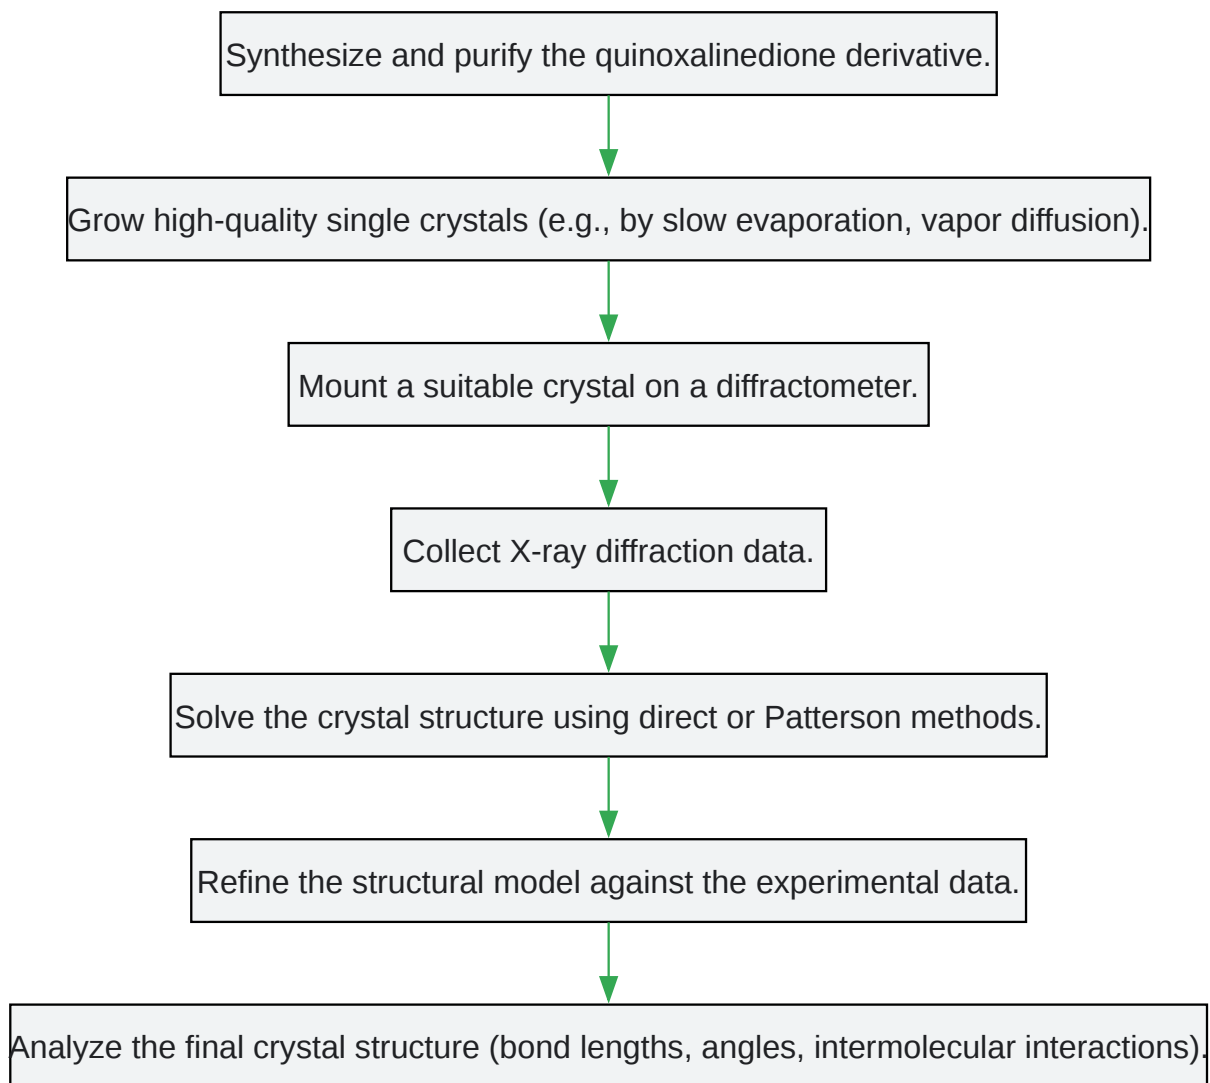 Synthesize and purify the quinoxalinedione derivative.
Grow high-quality single crystals (e.g., by slow evaporation, vapor diffusion).
Mount a suitable crystal on a diffractometer.
Collect X-ray diffraction data.
Solve the crystal structure using direct or Patterson methods.
Refine the structural model against the experimental data.
Analyze the final crystal structure (bond lengths, angles, intermolecular interactions).